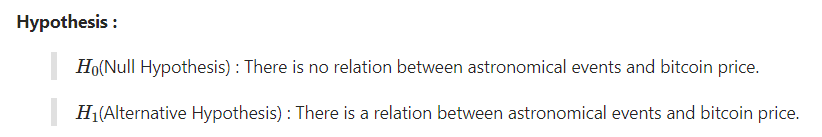 Hypothesis :
H₀(Null Hypothesis) : There is no relation between astronomical events and bitcoin price.
H₁(Alternative Hypothesis) : There is a relation between astronomical events and bitcoin price.